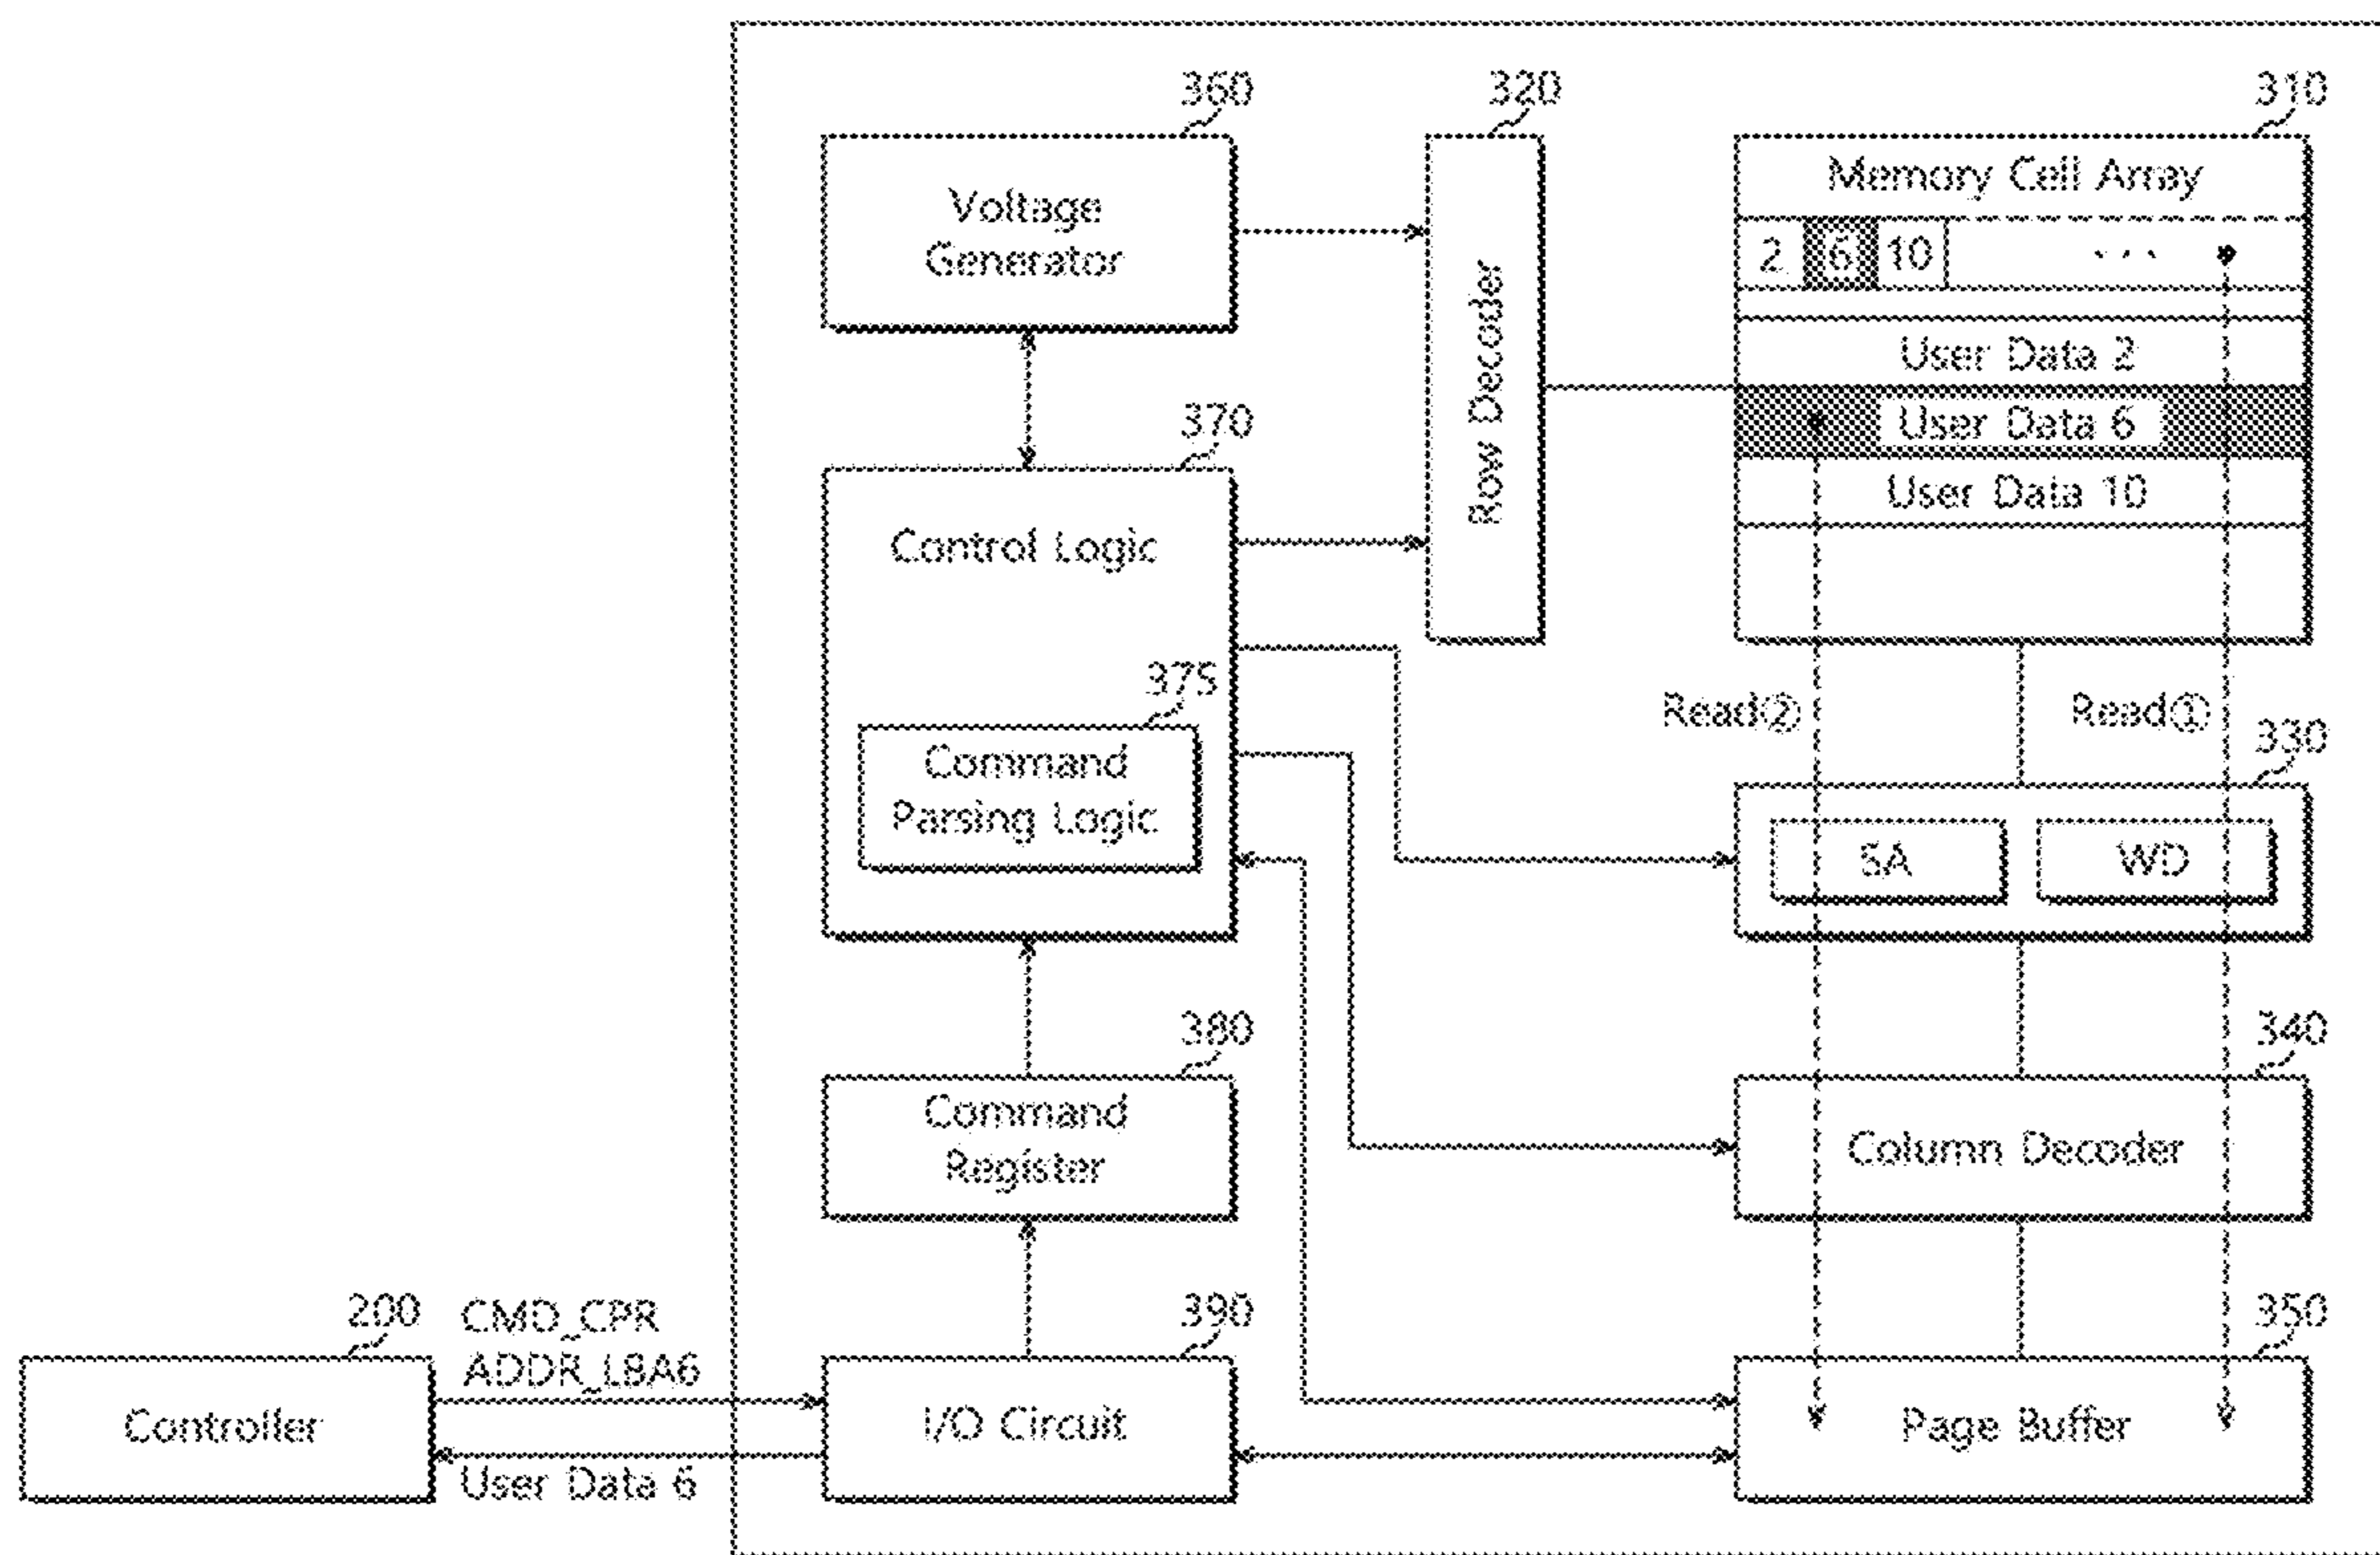 360
320
310
Voltage
Generator
Row Decoder
Memory Cell Array
2
6
10
...
User Data 2
User Data 6
User Data 10
370
Control Logic
375
Command
Parsing Logic
Read②
Read①
330
SA
WD
380
Command
Register
340
Column Decoder
200
CMD_CPR
ADDR_LBA6
390
350
Controller
I/O Circuit
Page Buffer
User Data 6